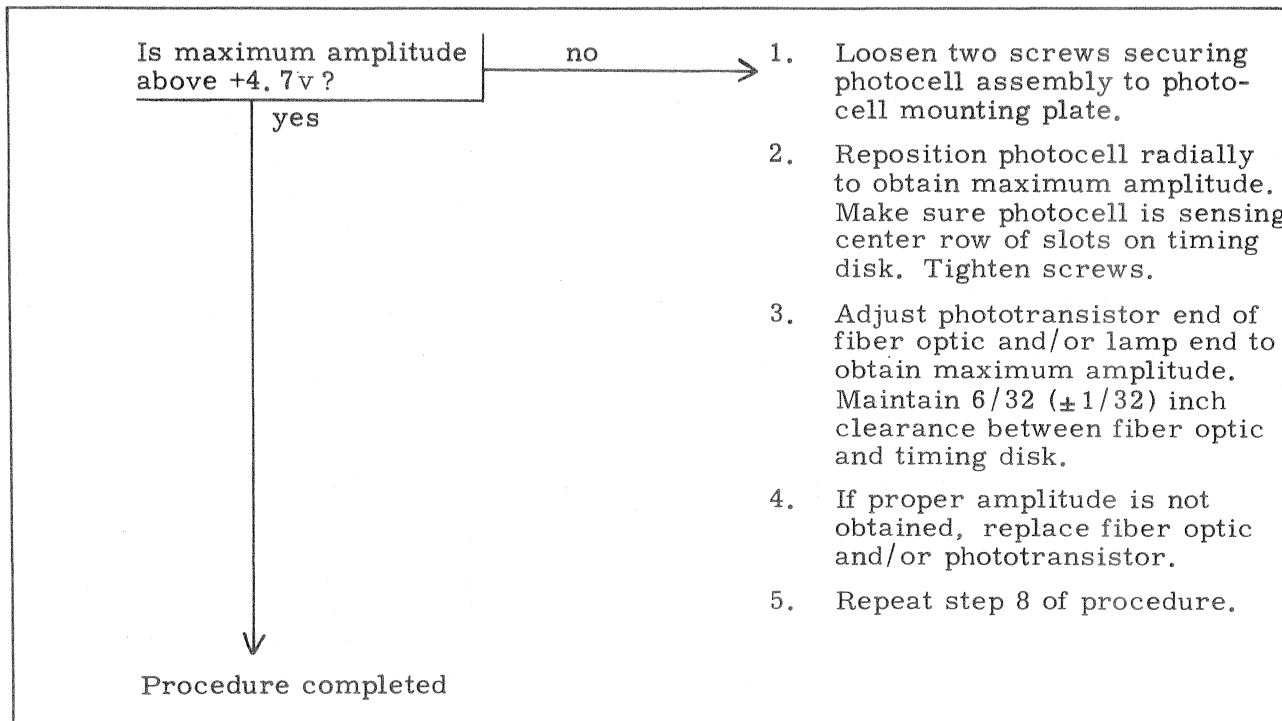 Is maximum amplitude
above +4.7v?
no
yes
1. Loosen two screws securing
photocell assembly to photo-
cell mounting plate.
2. Reposition photocell radially
to obtain maximum amplitude.
Make sure photocell is sensing
center row of slots on timing
disk. Tighten screws.
3. Adjust phototransistor end of
fiber optic and/or lamp end to
obtain maximum amplitude.
Maintain 6/32 (±1/32) inch
clearance between fiber optic
and timing disk.
4. If proper amplitude is not
obtained, replace fiber optic
and/or phototransistor.
5. Repeat step 8 of procedure.
Procedure completed